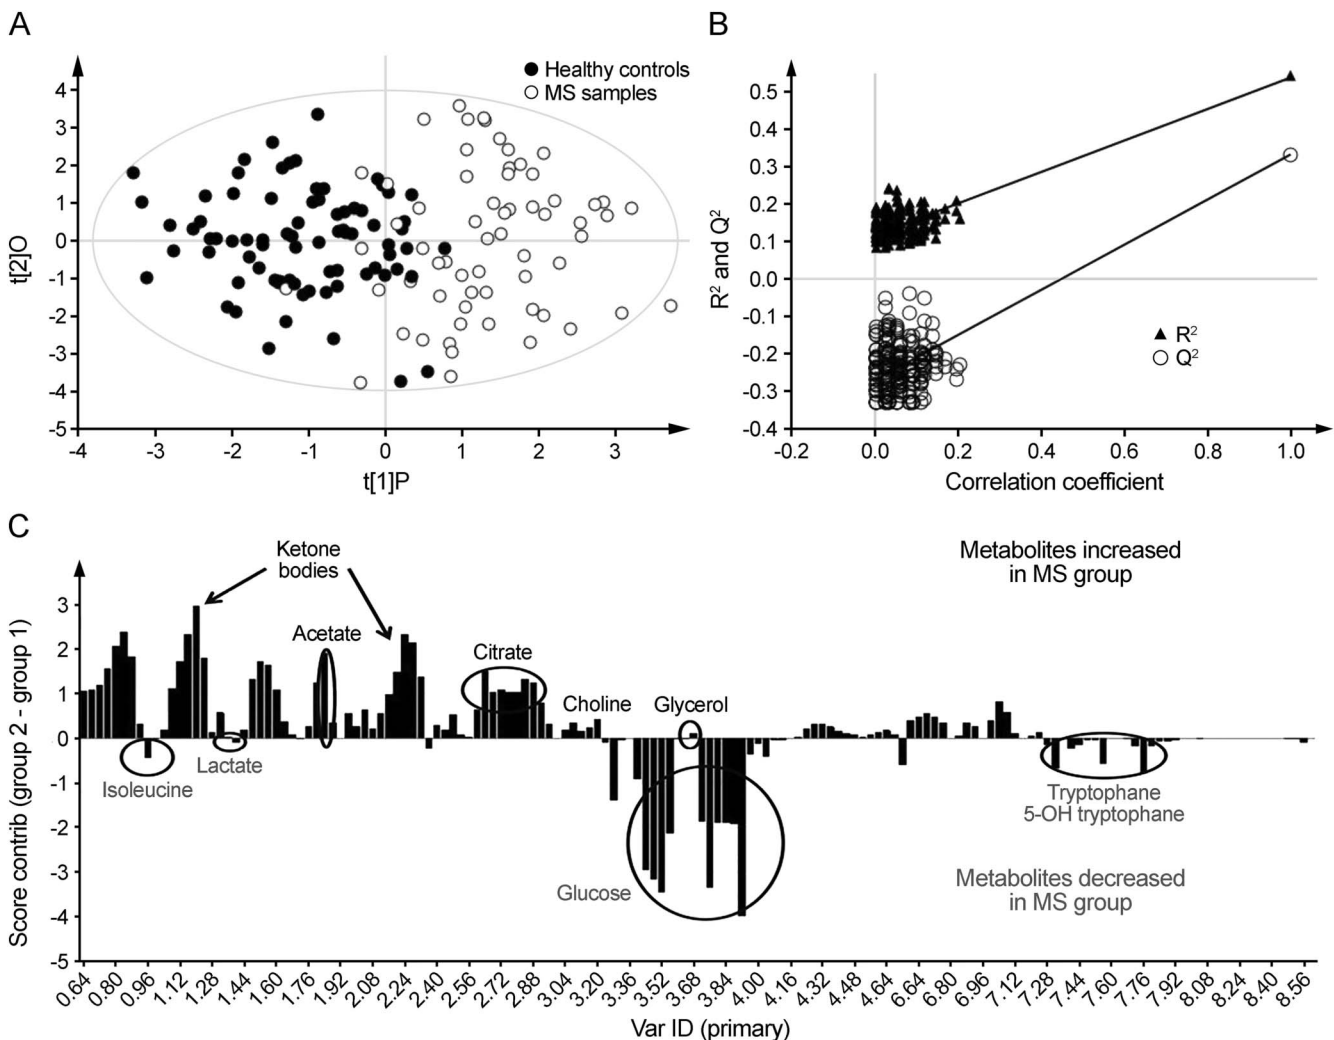 A
B
Healthy controls
MS samples
4
3
2
1
0
-1
-2
-3
-4
-5
t[2]O
-4
-3
-2
-1
0
1
2
3
t[1]P
0.5
0.4
0.3
0.2
0.1
0.0
-0.1
-0.2
-0.3
-0.4
R² and Q²
R²
Q²
-0.2
0.0
0.2
0.4
0.6
0.8
1.0
Correlation coefficient
C
Ketone
bodies
Metabolites increased
in MS group
Acetate
Citrate
Choline
Glycerol
Isoleucine
Lactate
Glucose
Tryptophane
5-OH tryptophane
Metabolites decreased
in MS group
3
2
1
0
-1
-2
-3
-4
-5
Score contrib (group 2 - group 1)
0.64
0.80
0.96
1.12
1.28
1.44
1.60
1.76
1.92
2.08
2.24
2.40
2.56
2.72
2.88
3.04
3.20
3.36
3.52
3.68
3.84
4.00
4.16
4.32
4.48
4.64
6.64
6.80
6.96
7.12
7.28
7.44
7.60
7.76
7.92
8.08
8.24
8.40
8.56
Var ID (primary)